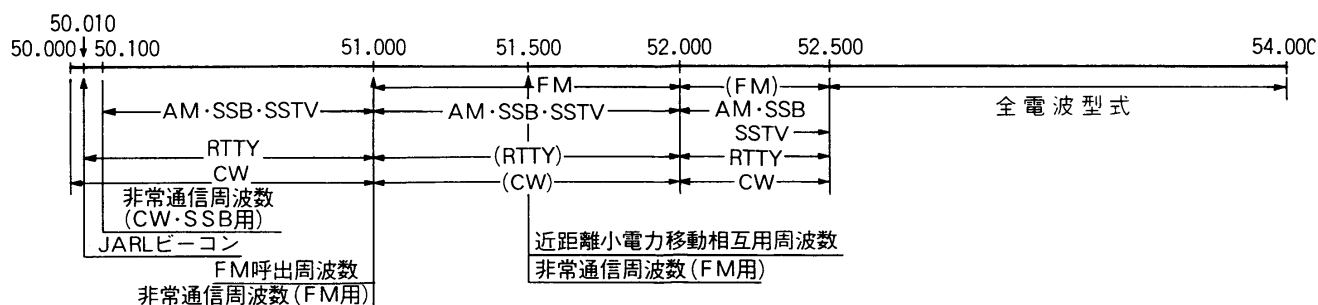 50.010
50.000 50.100 51.000 51.500 52.000 52.500 54.000
FM (FM)
AM·SSB·SSTV AM·SSB·SSTV AM·SSB 全電波型式
SSTV
RTTY (RTTY) RTTY
CW (CW) CW
非常通信周波数
(CW·SSB用)
JARLビーコン 近距離小電力移動相互用周波数
FM呼出周波数 非常通信周波数(FM用)
非常通信周波数(FM用)